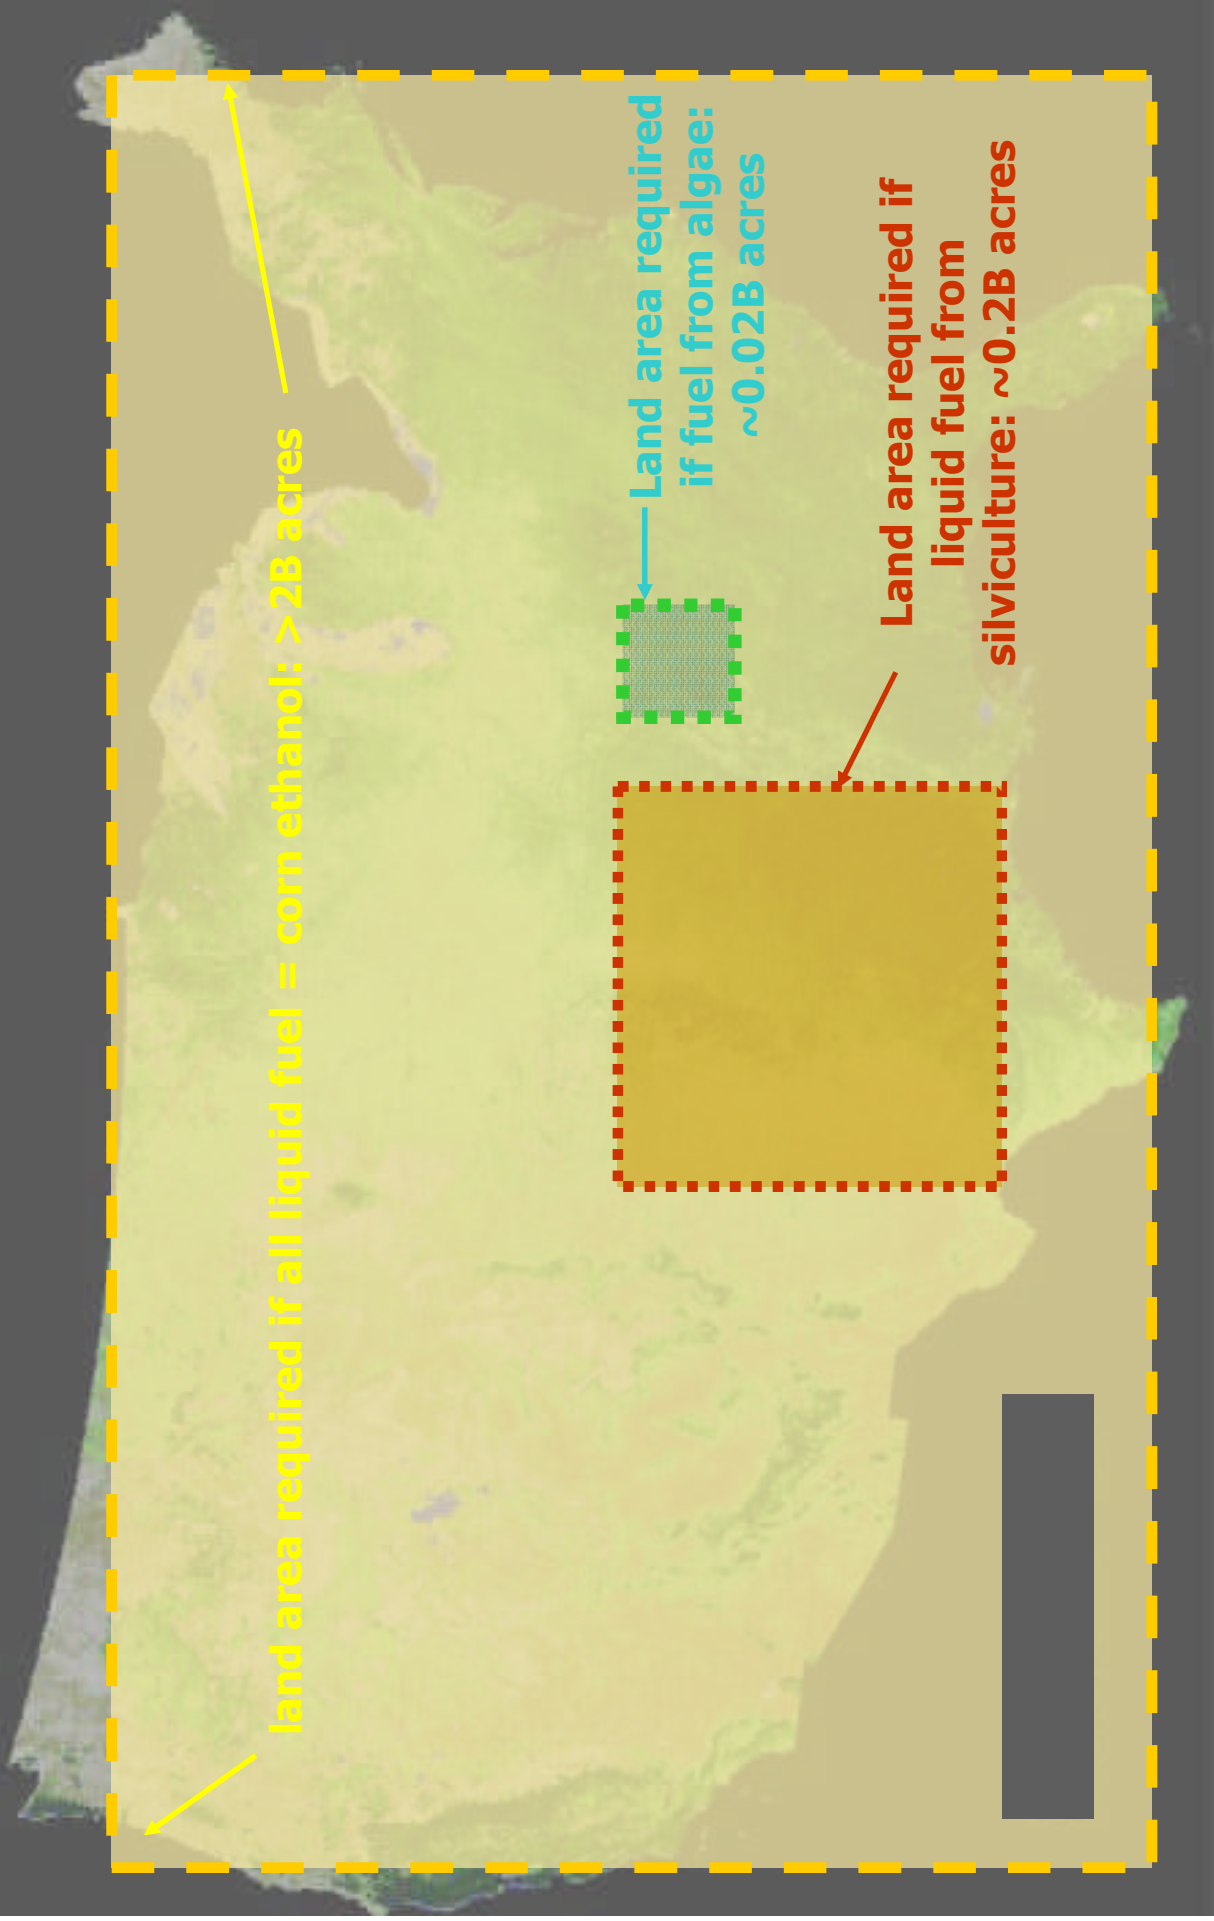 land area required if all liquid fuel = corn ethanol: >2B acres
Land area required
if fuel from algae:
~0.02B acres
Land area required if
liquid fuel from
silviculture: ~0.2B acres